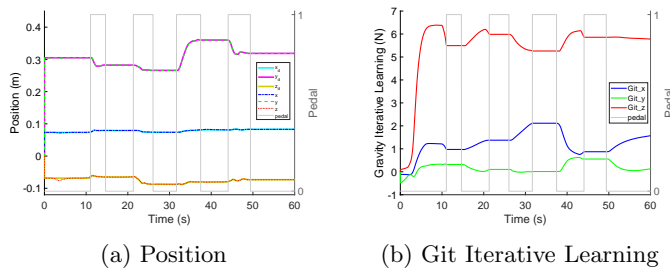 0.4
0.3
0.2
0.1
0
-0.1
Position (m)
0 10 20 30 40 50 60
Time (s)
1
0
Pedal
x_d
y_d
z_d
x
y
z
pedal
(a) Position
7
6
5
4
3
2
1
0
-1
Gravity Iterative Learning (N)
0 10 20 30 40 50 60
Time (s)
1
0
Pedal
Git_x
Git_y
Git_z
pedal
(b) Git Iterative Learning